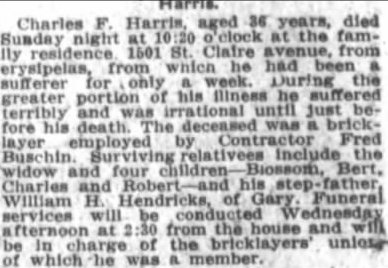 Harris.
Charles F. Harris, aged 36 years, died
Sunday night at 10:20 o'clock at the fam-
ily residence, 1501 St. Claire avenue, from
erysipelas, from which he had been a
sufferer for only a week. During the
greater portion of his illness he suffered
terribly and was irrational until just be-
fore his death. The deceased was a brick-
layer employed by Contractor Fred
Buschin. Surviving relativees include the
widow and four children—Blossom, Bert,
Charles and Robert—and his step-father,
William H. Hendricks, of Gary. Funeral
services will be conducted Wednesday
afternoon at 2:30 from the house and will
be in charge of the bricklayers' union
of which he was a member.